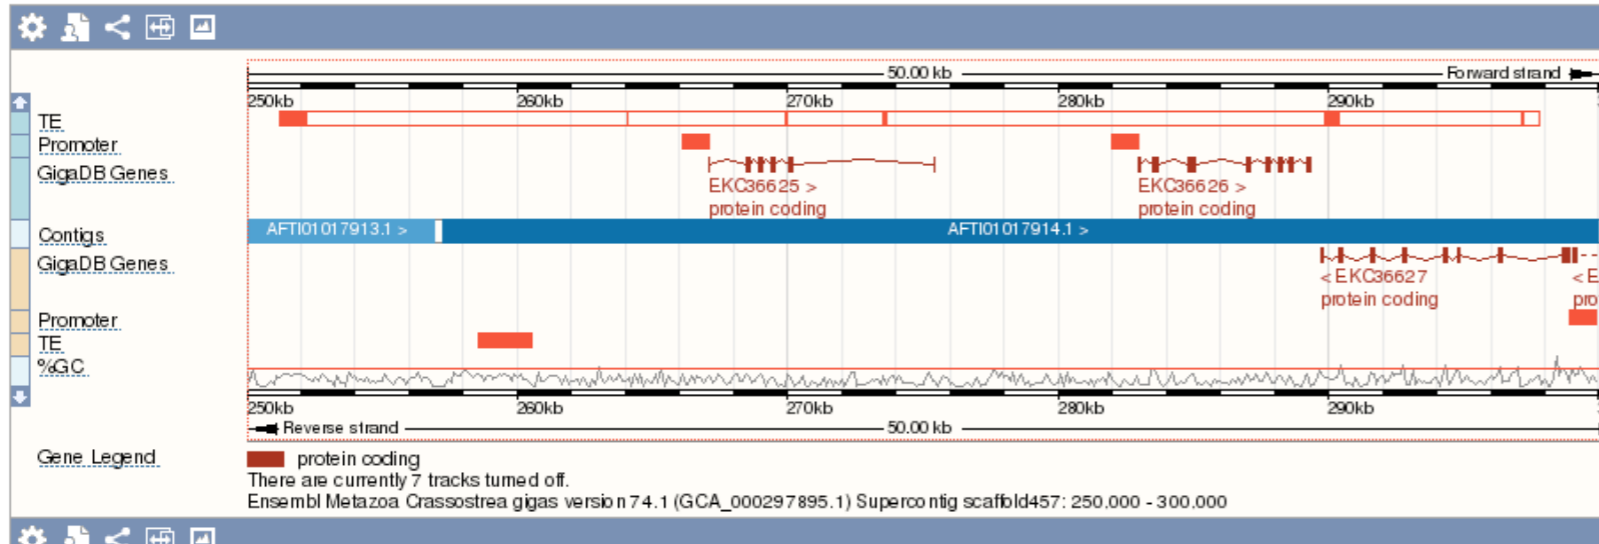 50.00 kb
Forward strand
250kb 260kb 270kb 280kb 290kb
TE
Promoter
GigaDB Genes
EKC36625 >
protein coding
EKC36626 >
protein coding
Contigs
AFTI01017913.1 >
AFTI01017914.1 >
GigaDB Genes
< EKC36627
protein coding
< E
pro
Promoter
TE
%GC
250kb 260kb 270kb 280kb 290kb
Reverse strand
50.00 kb
Gene Legend
protein coding
There are currently 7 tracks turned off.
Ensembl Metazoa Crassostrea gigas version 74.1 (GCA_000297895.1) Supercontig scaffold457: 250,000 - 300,000